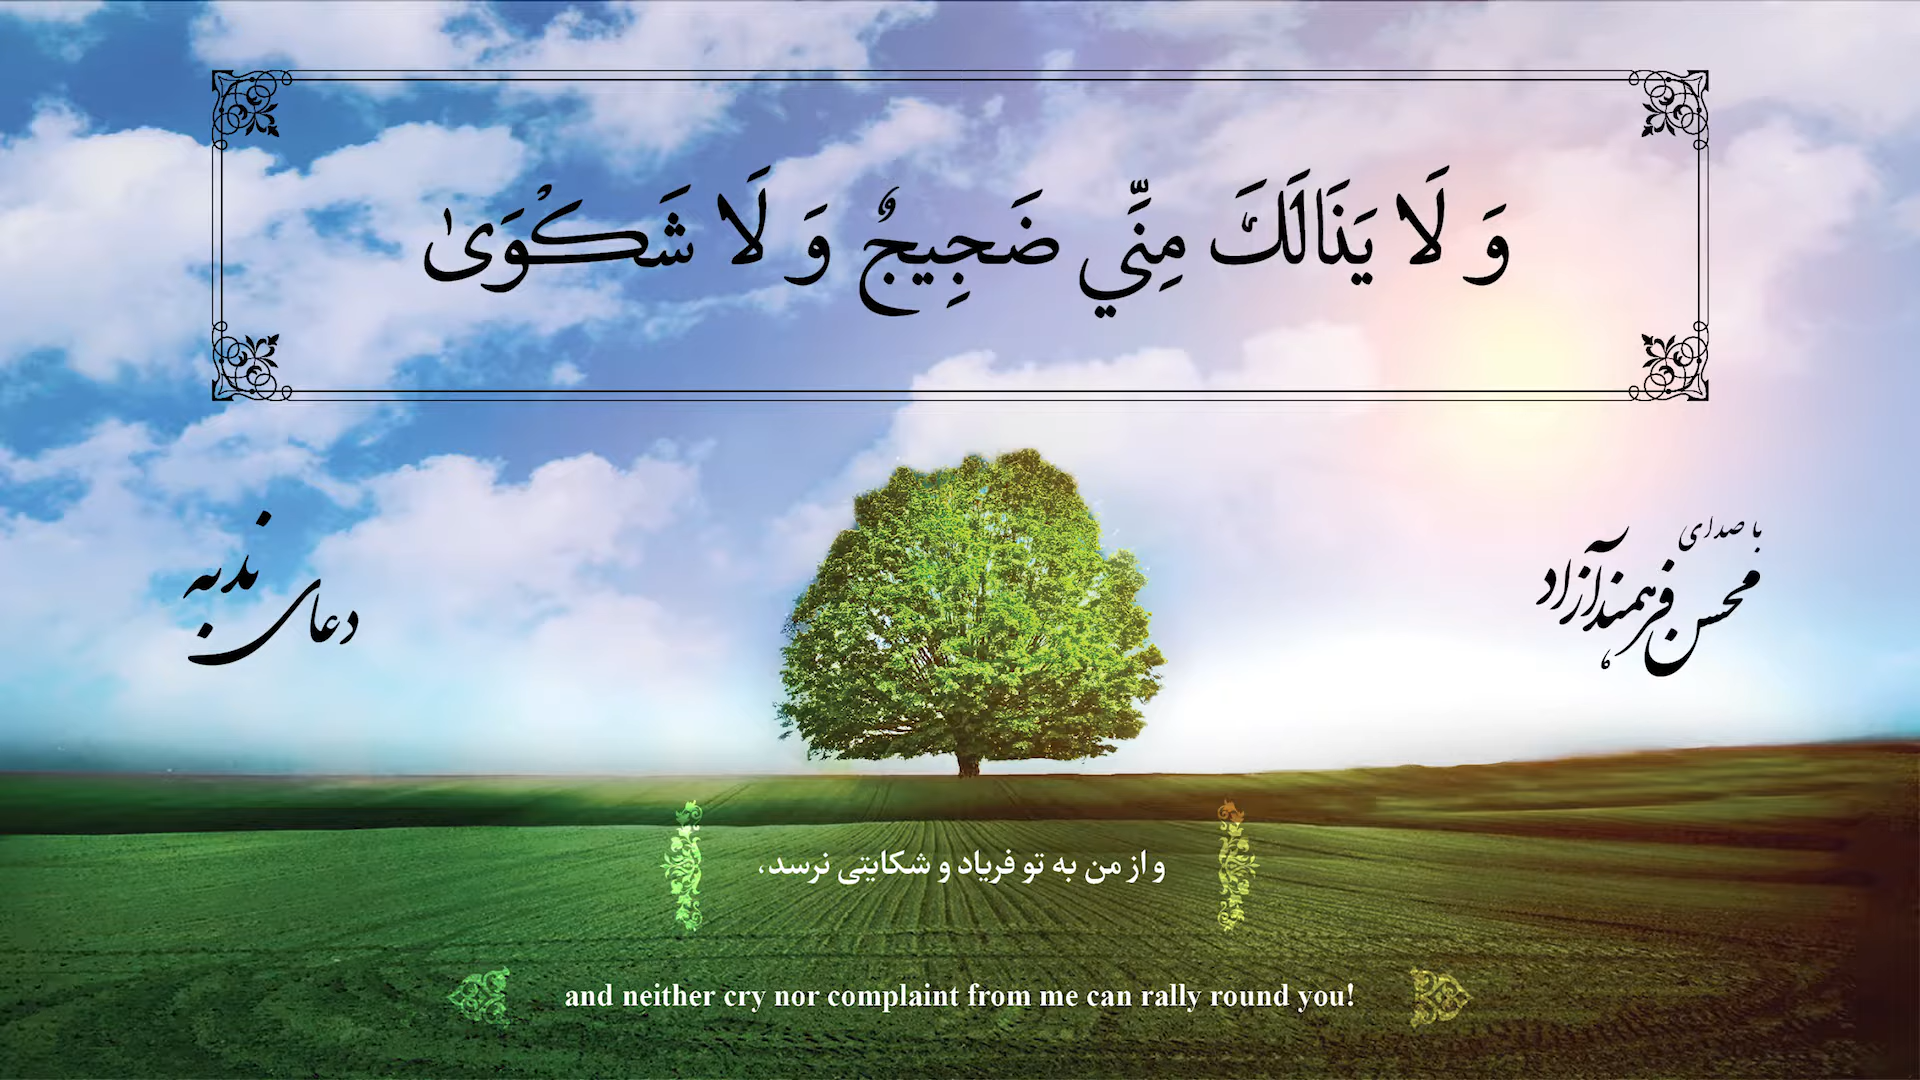 وَ لَا يَنَالَكَ مِنِّي ضَجِيجٌ وَ لَا شَكْوَىٰ
با صدای
محسن فرهمند آزاد
دعای ندبه
و از من به تو فریاد و شکایتی نرسد،
and neither cry nor complaint from me can rally round you!